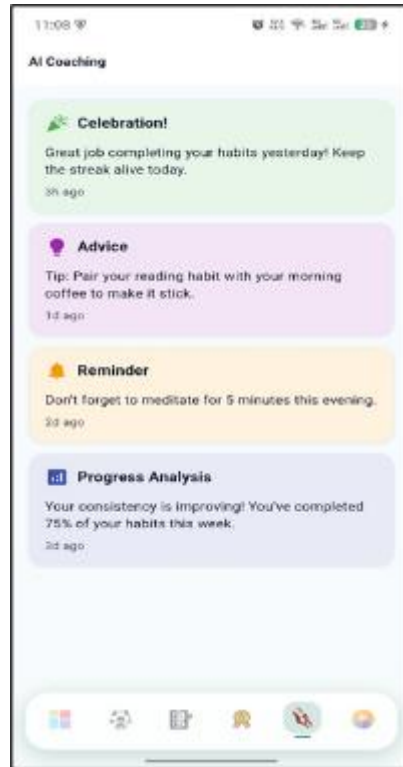 11:08
AI Coaching
Celebration!
Great job completing your habits yesterday! Keep
the streak alive today.
3h ago
Advice
Tip: Pair your reading habit with your morning
coffee to make it stick.
1d ago
Reminder
Don't forget to meditate for 5 minutes this evening.
2d ago
Progress Analysis
Your consistency is improving! You've completed
75% of your habits this week.
3d ago